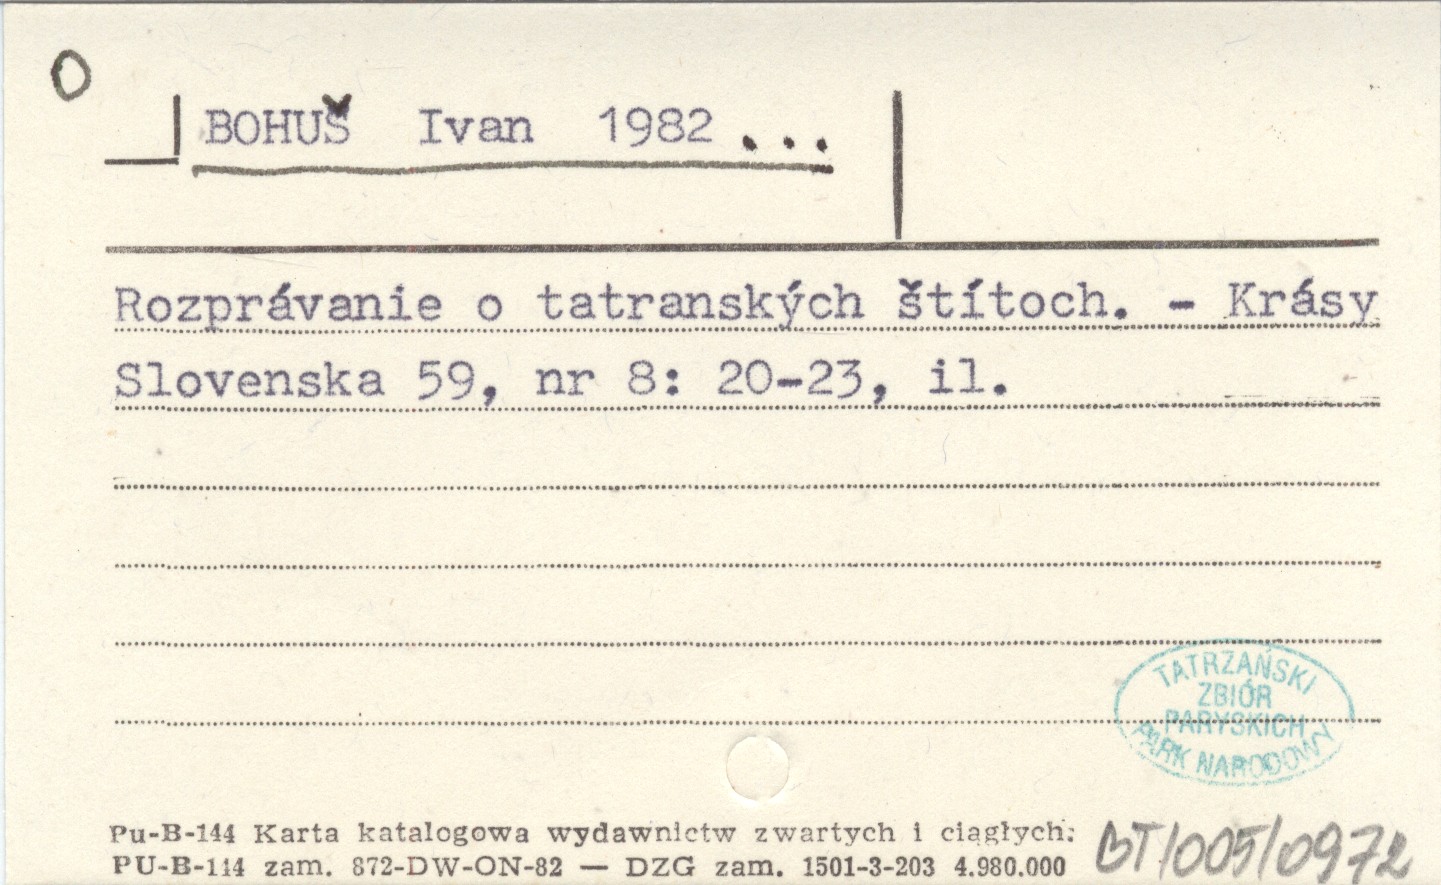 O
BOHUŠ Ivan 1982 ...
Rozprávanie o tatranských štítoch. - Krásy
Slovenska 59, nr 8: 20-23, il.
TATRZAŃSKI
ZBIÓR
PARYSKICH
PARK NARODOWY
Pu-B-144 Karta katalogowa wydawnictw zwartych i ciągłych:
PU-B-144 zam. 872-DW-ON-82 — DZG zam. 1501-3-203 4.980.000
BT/005/0972